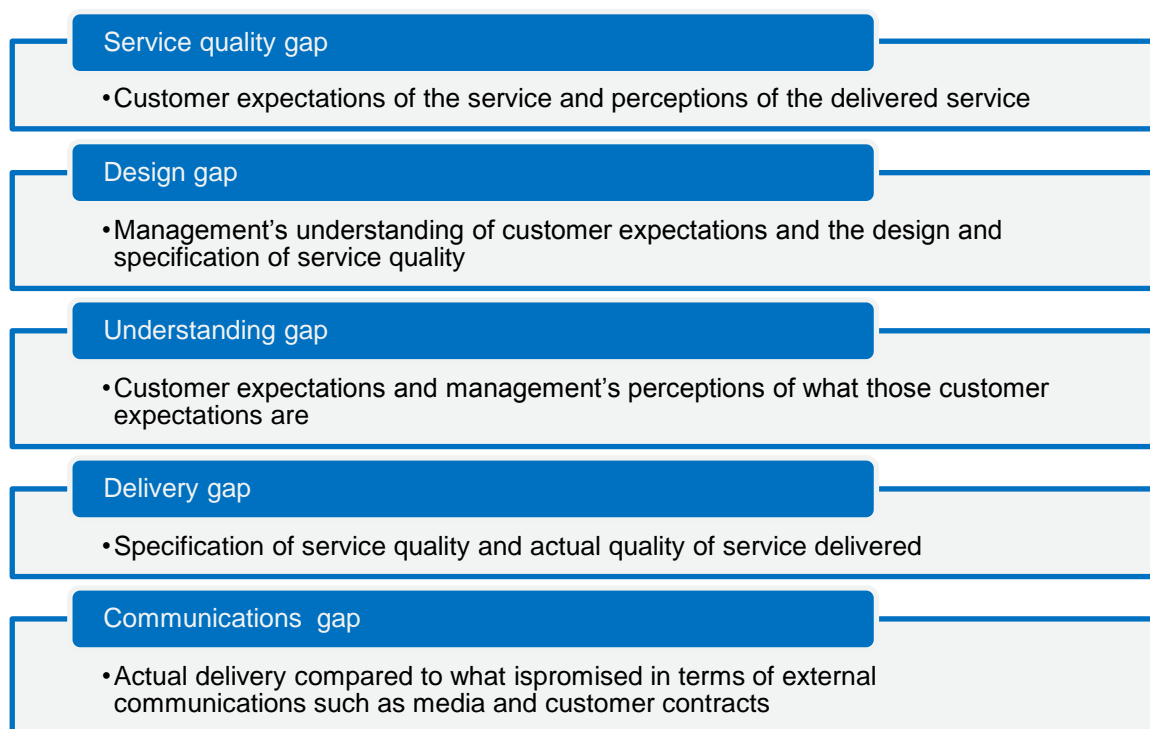 Service quality gap
•Customer expectations of the service and perceptions of the delivered service
Design gap
•Management’s understanding of customer expectations and the design and
specification of service quality
Understanding gap
•Customer expectations and management’s perceptions of what those customer
expectations are
Delivery gap
•Specification of service quality and actual quality of service delivered
Communications  gap
•Actual delivery compared to what ispromised in terms of external
communications such as media and customer contracts